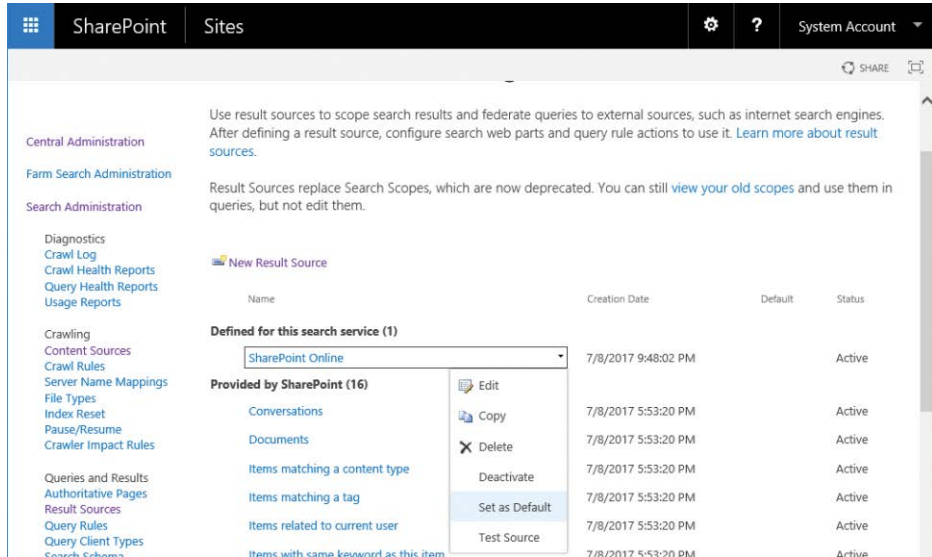 SharePoint Sites System Account
SHARE
Use result sources to scope search results and federate queries to external sources, such as internet search engines.
After defining a result source, configure search web parts and query rule actions to use it. Learn more about result
sources.
Result Sources replace Search Scopes, which are now deprecated. You can still view your old scopes and use them in
queries, but not edit them.
Central Administration
Farm Search Administration
Search Administration
Diagnostics
Crawl Log
Crawl Health Reports
Query Health Reports
Usage Reports
Crawling
Content Sources
Crawl Rules
Server Name Mappings
File Types
Index Reset
Pause/Resume
Crawler Impact Rules
Queries and Results
Authoritative Pages
Result Sources
Query Rules
Query Client Types
Search Schema
New Result Source
Name Creation Date Default Status
Defined for this search service (1)
SharePoint Online 7/8/2017 9:48:02 PM Active
Provided by SharePoint (16)
Conversations 7/8/2017 5:53:20 PM Active
Documents 7/8/2017 5:53:20 PM Active
Items matching a content type 7/8/2017 5:53:20 PM Active
Items matching a tag 7/8/2017 5:53:20 PM Active
Items related to current user 7/8/2017 5:53:20 PM Active
Items with same keyword as this item 7/8/2017 5:53:20 PM Active
Edit
Copy
Delete
Deactivate
Set as Default
Test Source